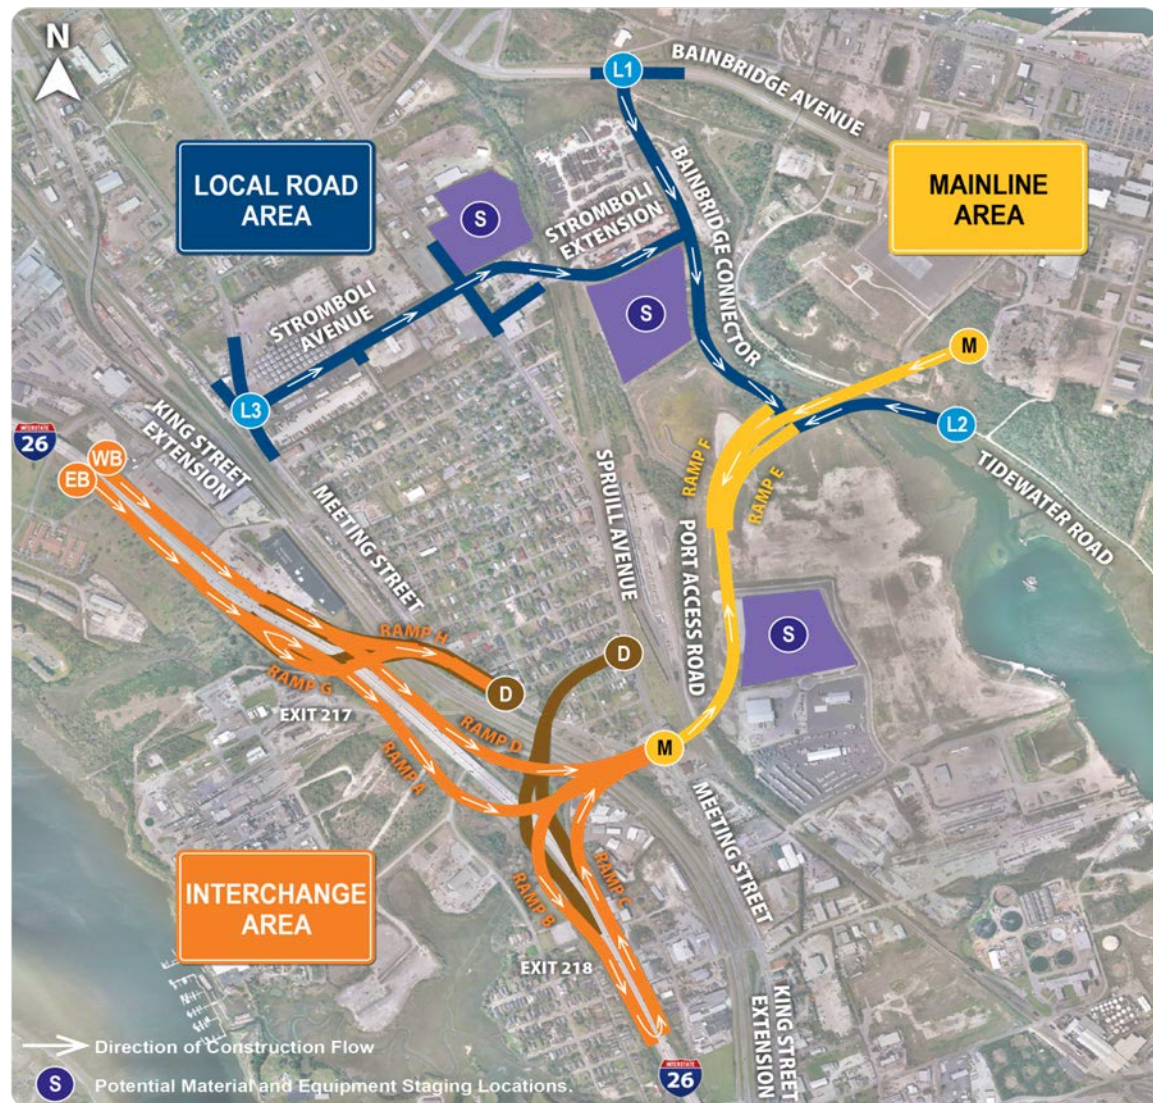 N
L1
BAINBRIDGE AVENUE
LOCAL ROAD
AREA
MAINLINE
AREA
S
STROMBOLI
EXTENSION
BAINBRIDGE CONNECTOR
S
STROMBOLI
AVENUE
M
L3
L2
KING STREET
EXTENSION
INTERSTATE
26
WB
EB
MEETING STREET
SPRUILL AVENUE
RAMP F
RAMP E
TIDEWATER ROAD
PORT ACCESS ROAD
S
RAMP H
D
RAMP G
D
EXIT 217
RAMP D
M
RAMP A
MEETING STREET
INTERCHANGE
AREA
RAMP B
RAMP C
EXIT 218
KING STREET
EXTENSION
Direction of Construction Flow
INTERSTATE
26
S
Potential Material and Equipment Staging Locations.